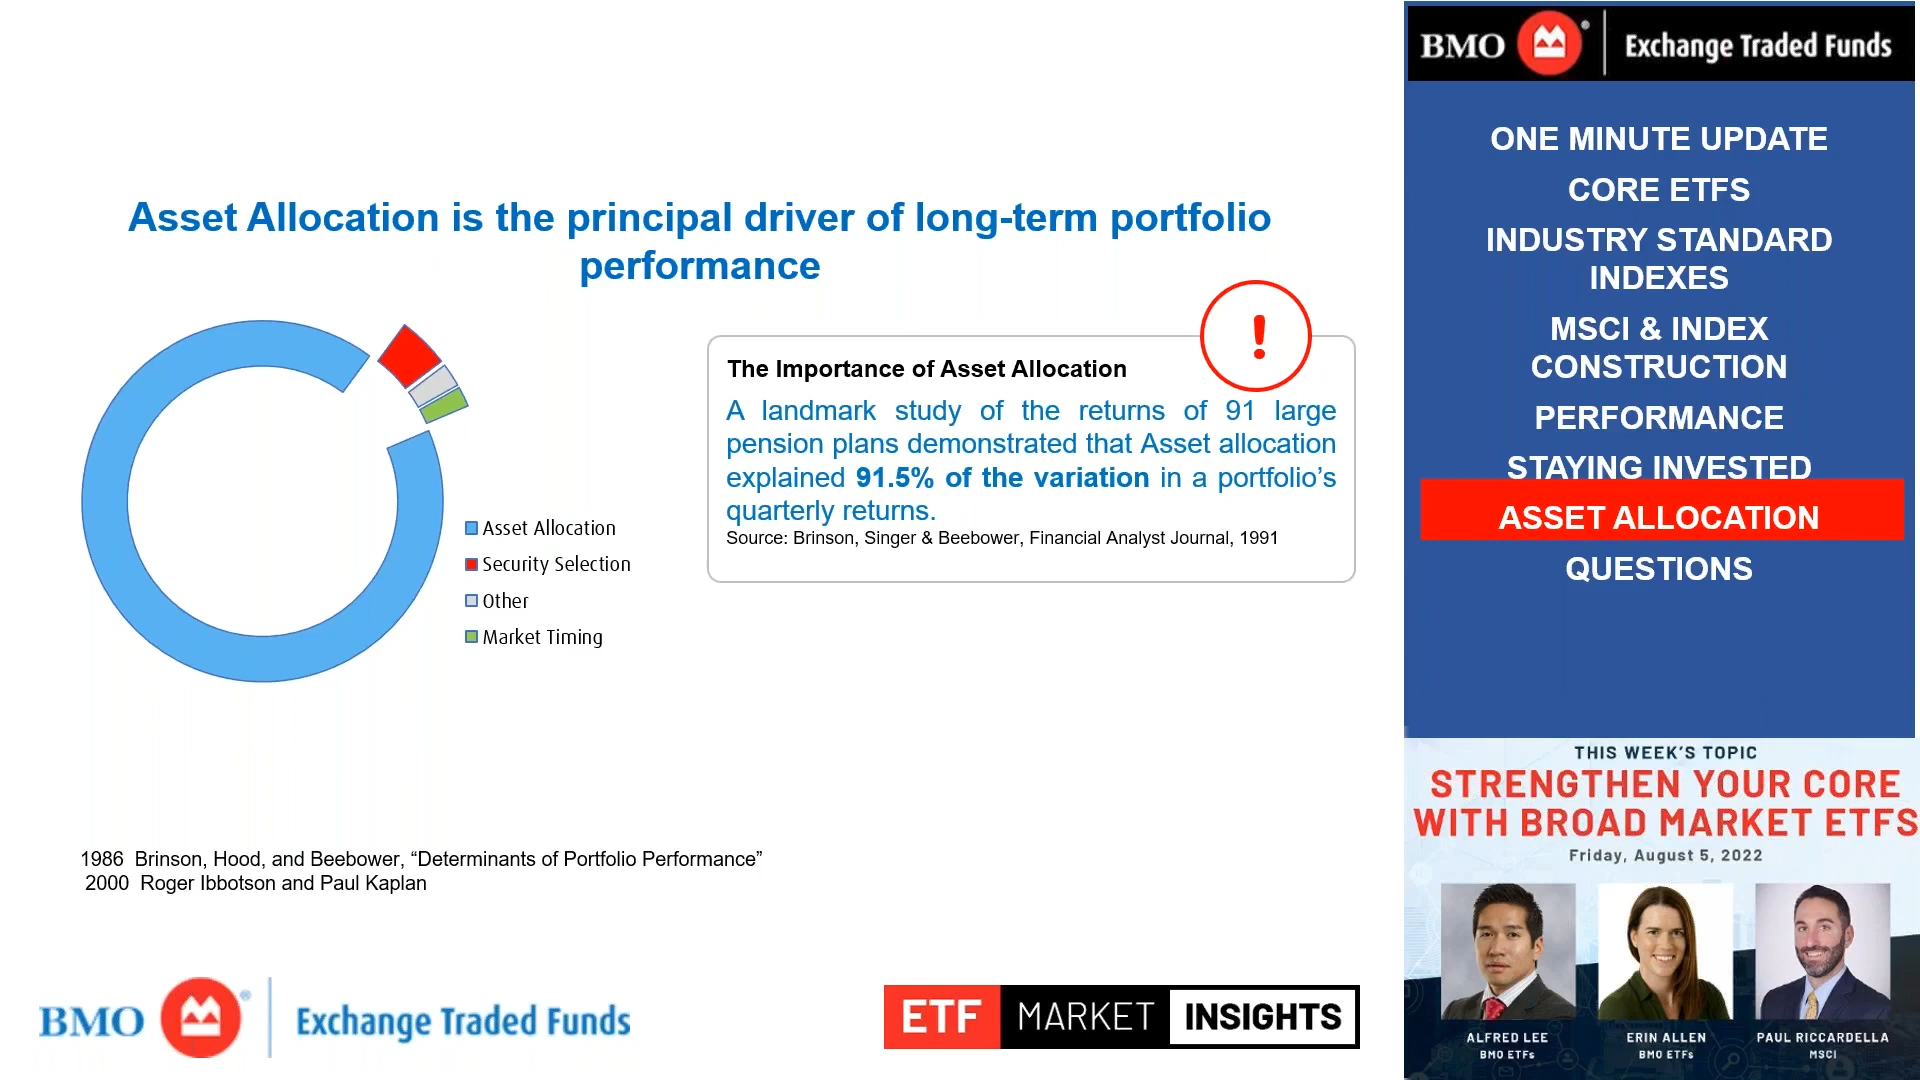 Asset Allocation is the principal driver of long-term portfolio
performance
Asset Allocation
Security Selection
Other
Market Timing
!
The Importance of Asset Allocation
A landmark study of the returns of 91 large
pension plans demonstrated that Asset allocation
explained 91.5% of the variation in a portfolio’s
quarterly returns.
Source: Brinson, Singer & Beebower, Financial Analyst Journal, 1991
1986 Brinson, Hood, and Beebower, “Determinants of Portfolio Performance”
2000 Roger Ibbotson and Paul Kaplan
BMO ® Exchange Traded Funds
ETF MARKET INSIGHTS
BMO ® Exchange Traded Funds
ONE MINUTE UPDATE
CORE ETFS
INDUSTRY STANDARD
INDEXES
MSCI & INDEX
CONSTRUCTION
PERFORMANCE
STAYING INVESTED
ASSET ALLOCATION
QUESTIONS
THIS WEEK’S TOPIC
STRENGTHEN YOUR CORE
WITH BROAD MARKET ETFS
Friday, August 5, 2022
ALFRED LEE
BMO ETFs
ERIN ALLEN
BMO ETFs
PAUL RICCARDELLA
MSCI